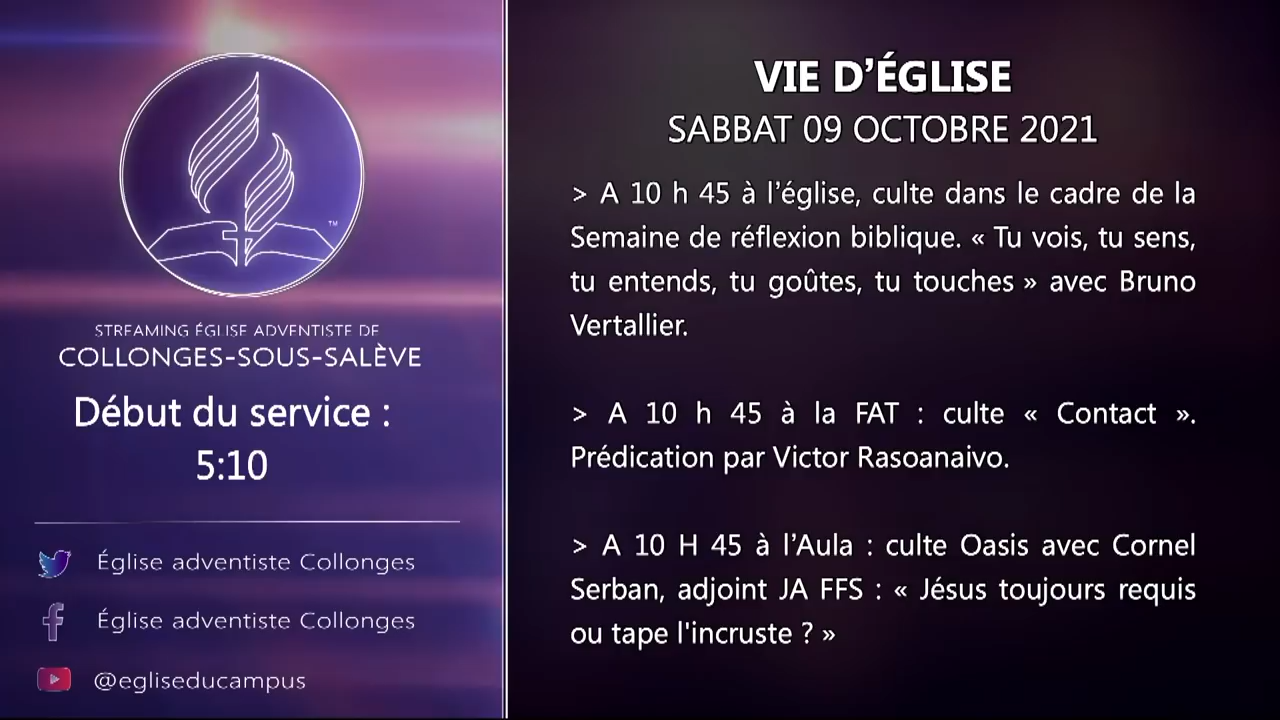 STREAMING ÉGLISE ADVENTISTE DE
COLLONGES-SOUS-SALÈVE
Début du service :
5:10
Église adventiste Collonges
Église adventiste Collonges
@egliseducampus
VIE D’ÉGLISE
SABBAT 09 OCTOBRE 2021
> A 10 h 45 à l’église, culte dans le cadre de la
Semaine de réflexion biblique. « Tu vois, tu sens,
tu entends, tu goûtes, tu touches » avec Bruno
Vertallier.
> A 10 h 45 à la FAT : culte « Contact ».
Prédication par Victor Rasoanaivo.
> A 10 H 45 à l’Aula : culte Oasis avec Cornel
Serban, adjoint JA FFS : « Jésus toujours requis
ou tape l'incruste ? »